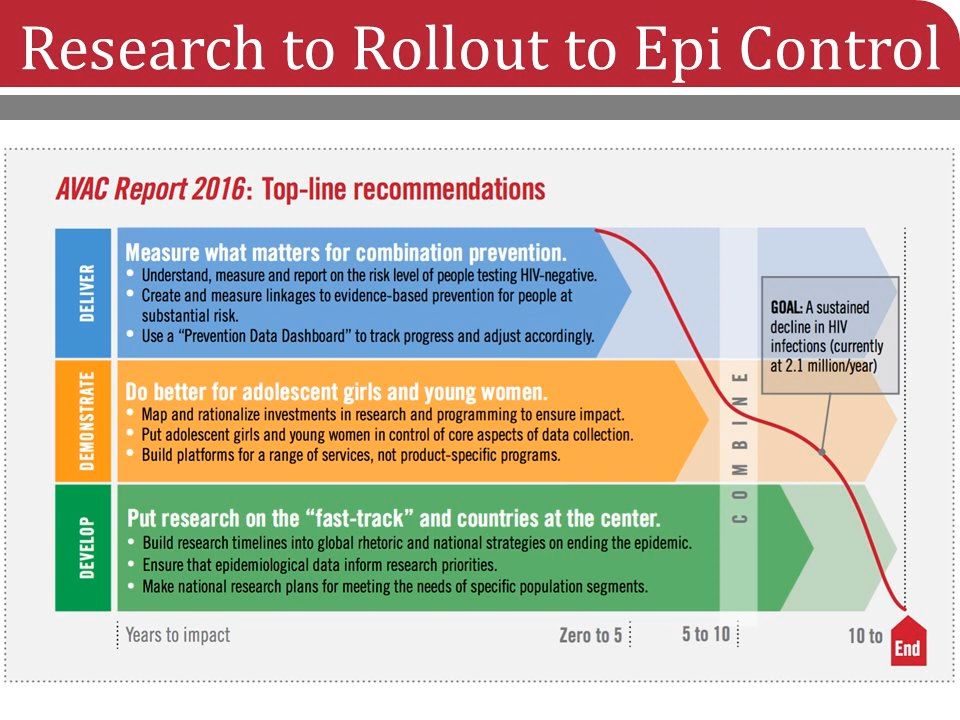 Research to Rollout to Epi Control
AVAC Report 2016: Top-line recommendations
DELIVER
Measure what matters for combination prevention.
• Understand, measure and report on the risk level of people testing HIV-negative.
• Create and measure linkages to evidence-based prevention for people at
substantial risk.
• Use a “Prevention Data Dashboard” to track progress and adjust accordingly.
GOAL: A sustained
decline in HIV
infections (currently
at 2.1 million/year)
DEMONSTRATE
Do better for adolescent girls and young women.
• Map and rationalize investments in research and programming to ensure impact.
• Put adolescent girls and young women in control of core aspects of data collection.
• Build platforms for a range of services, not product-specific programs.
COMBINE
DEVELOP
Put research on the “fast-track” and countries at the center.
• Build research timelines into global rhetoric and national strategies on ending the epidemic.
• Ensure that epidemiological data inform research priorities.
• Make national research plans for meeting the needs of specific population segments.
Years to impact
Zero to 5
5 to 10
10 to
End